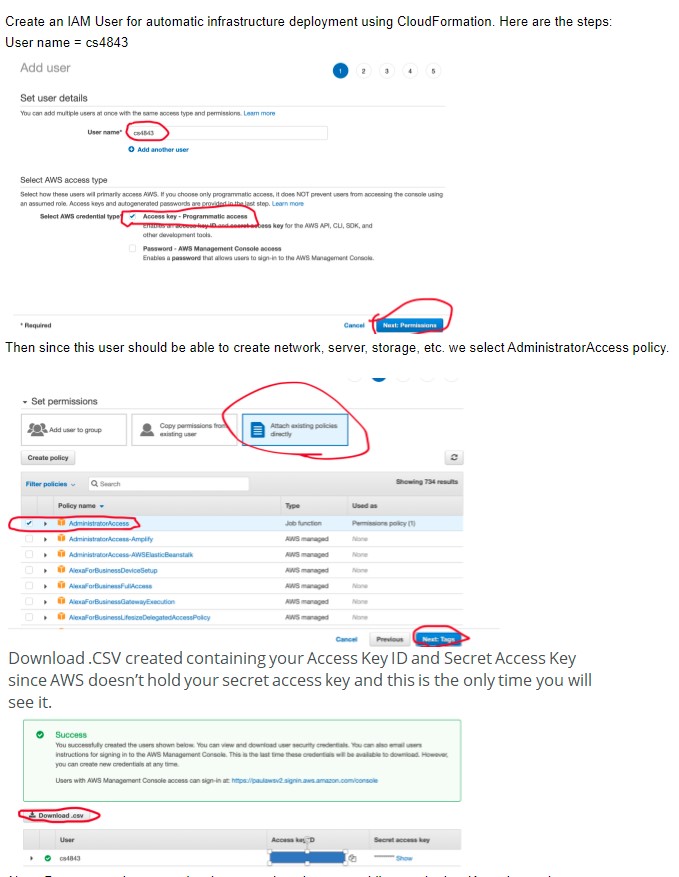 Create an IAM User for automatic infrastructure deployment using CloudFormation. Here are the steps:
User name = cs4843
Add user
1 2 3 4 5
Set user details
You can add multiple users at once with the same access type and permissions. Learn more
User name* cs4843
Add another user
Select AWS access type
Select how these users will primarily access AWS. If you choose only programmatic access, it does NOT prevent users from accessing the console using
an assumed role. Access keys and autogenerated passwords are provided in the last step. Learn more
Select AWS credential type* Access key - Programmatic access
Enables an access key ID and secret access key for the AWS API, CLI, SDK, and
other development tools.
Password - AWS Management Console access
Enables a password that allows users to sign-in to the AWS Management Console.
* Required Cancel Next: Permissions
Then since this user should be able to create network, server, storage, etc. we select AdministratorAccess policy.
Set permissions
Add user to group Copy permissions from existing user Attach existing policies directly
Create policy
Filter policies Search Showing 734 results
Policy name Type Used as
AdministratorAccess Job function Permissions policy (1)
AdministratorAccess-Amplify AWS managed None
AdministratorAccess-AWSElasticBeanstalk AWS managed None
AlexaForBusinessDeviceSetup AWS managed None
AlexaForBusinessFullAccess AWS managed None
AlexaForBusinessGatewayExecution AWS managed None
AlexaForBusinessLifesizeDelegatedAccessPolicy AWS managed None
Cancel Previous Next: Tags
Download .CSV created containing your Access Key ID and Secret Access Key
since AWS doesn't hold your secret access key and this is the only time you will
see it.
Success
You successfully created the users shown below. You can view and download user security credentials. You can also email users
instructions for signing in to the AWS Management Console. This is the last time these credentials will be available to download. However,
you can create new credentials at any time.
Users with AWS Management Console access can sign-in at: https://paulawsv2.signin.aws.amazon.com/console
Download .csv
User Access key ID Secret access key
cs4843 Show